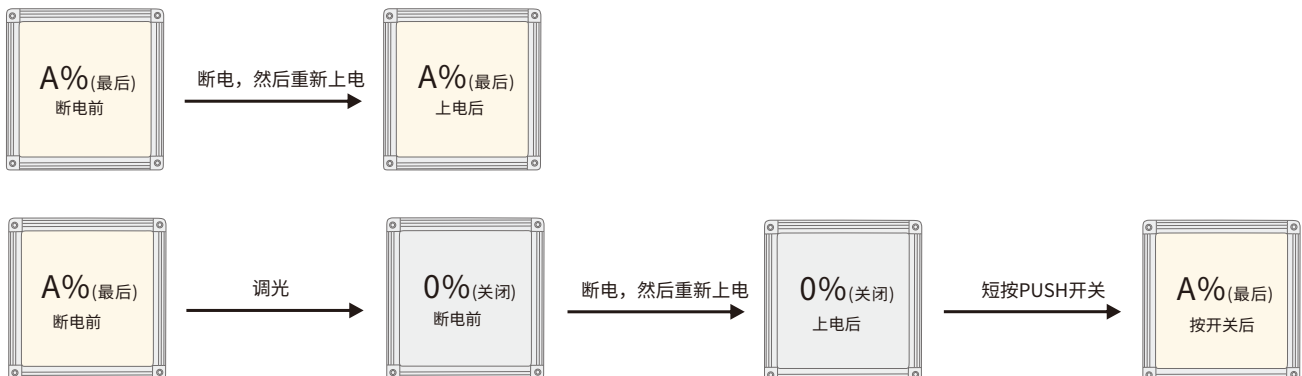 A%(最后)
断电前
断电，然后重新上电
A%(最后)
上电后
A%(最后)
断电前
调光
0%(关闭)
断电前
断电，然后重新上电
0%(关闭)
上电后
短按PUSH开关
A%(最后)
按开关后